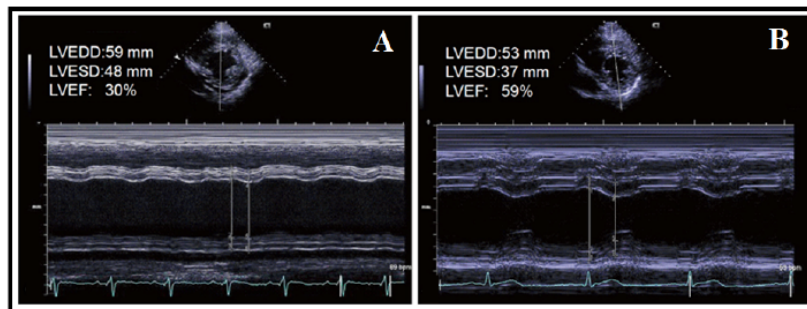 A
LVEDD:59 mm
LVESD:48 mm
LVEF: 30%
B
LVEDD:53 mm
LVESD:37 mm
LVEF: 59%